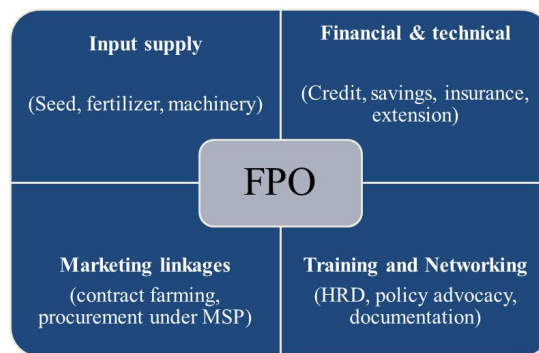 Input supply
(Seed, fertilizer, machinery)
Financial & technical
(Credit, savings, insurance,
extension)
FPO
Marketing linkages
(contract farming,
procurement under MSP)
Training and Networking
(HRD, policy advocacy,
documentation)